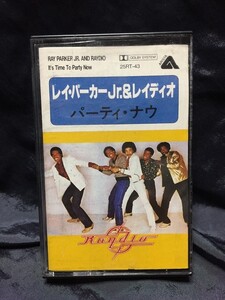 RAY PARKER JR. AND RAYDIO
It's Time To Party Now
DOLBY SYSTEM
25RT-43
レイ・パーカーJr.&レイディオ
パーティ・ナウ
Raydio